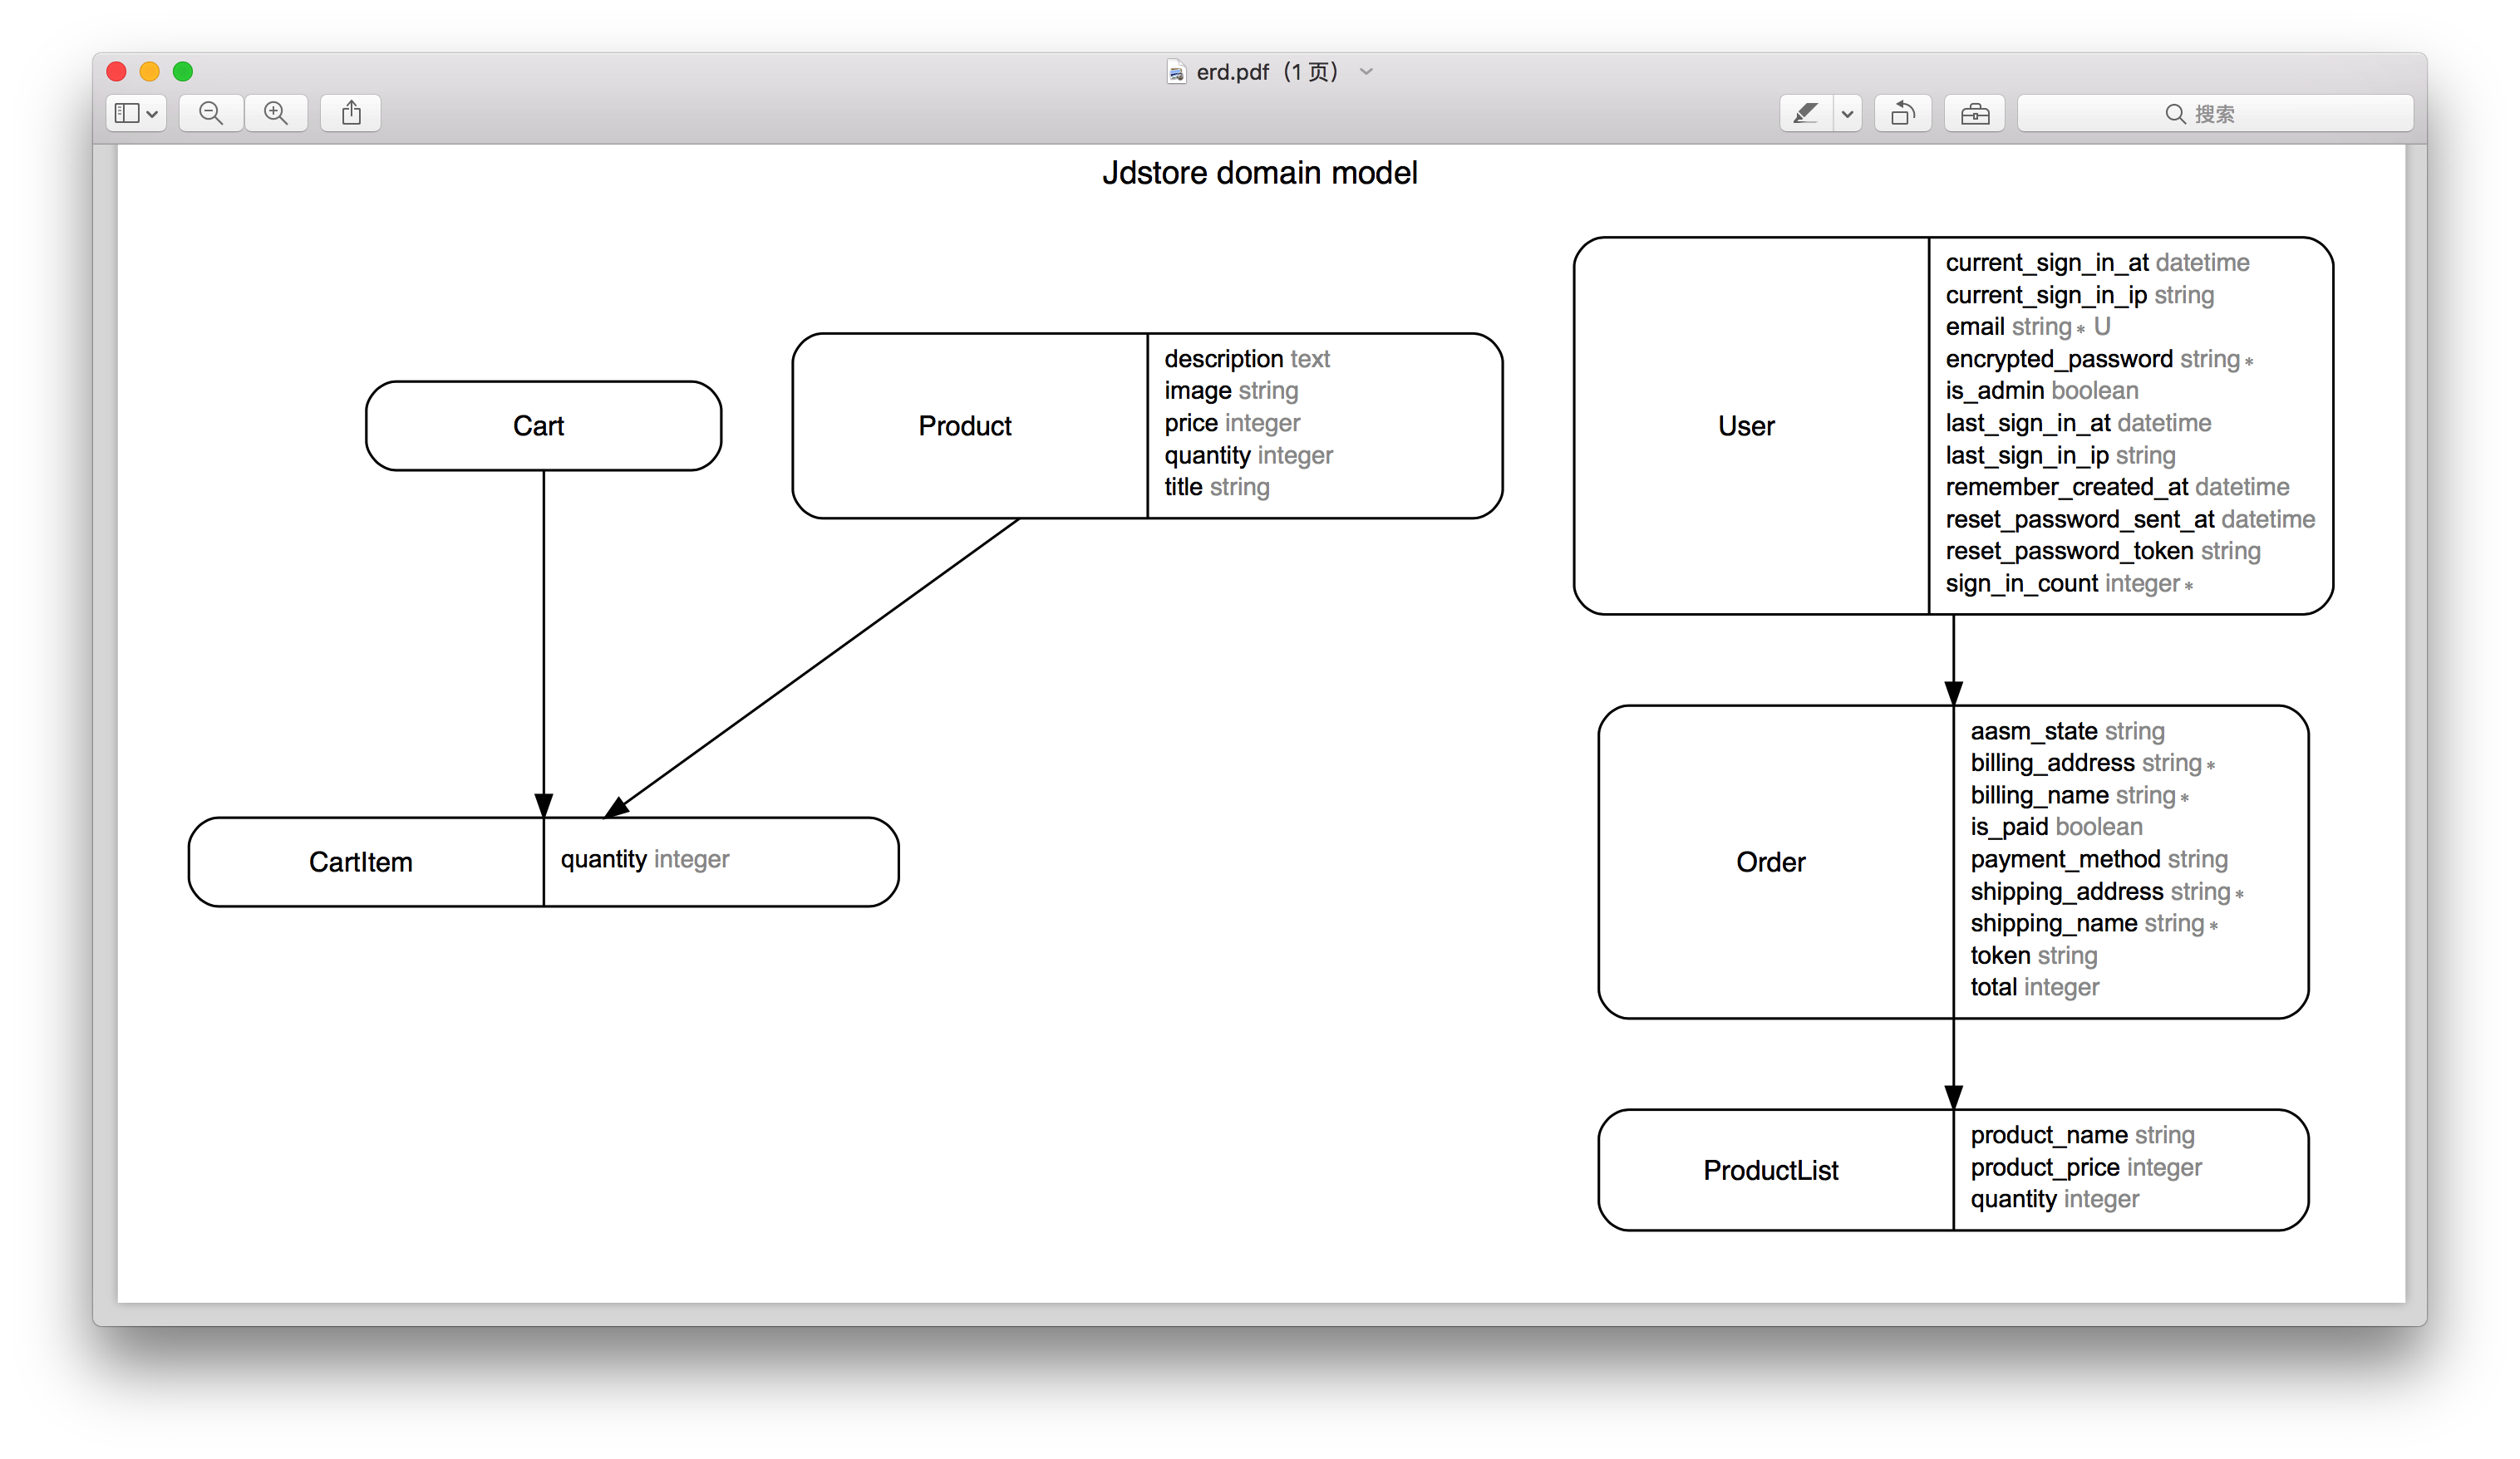 erd.pdf（1 页）
搜索
Jdstore domain model
Cart
Product
description text
image string
price integer
quantity integer
title string
User
current_sign_in_at datetime
current_sign_in_ip string
email string* U
encrypted_password string*
is_admin boolean
last_sign_in_at datetime
last_sign_in_ip string
remember_created_at datetime
reset_password_sent_at datetime
reset_password_token string
sign_in_count integer*
CartItem
quantity integer
Order
aasm_state string
billing_address string*
billing_name string*
is_paid boolean
payment_method string
shipping_address string*
shipping_name string*
token string
total integer
ProductList
product_name string
product_price integer
quantity integer